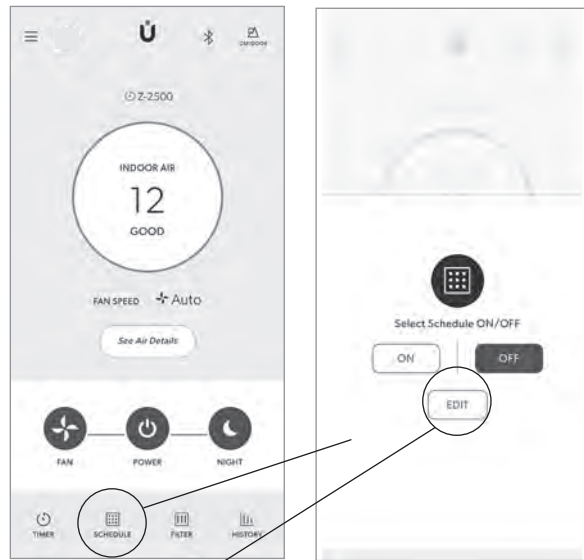 Ü
OUTDOOR
Z-2500
INDOOR AIR
12
GOOD
FAN SPEED Auto
See Air Details
FAN POWER NIGHT
TIMER SCHEDULE FILTER HISTORY
Select Schedule ON/OFF
ON OFF
EDIT